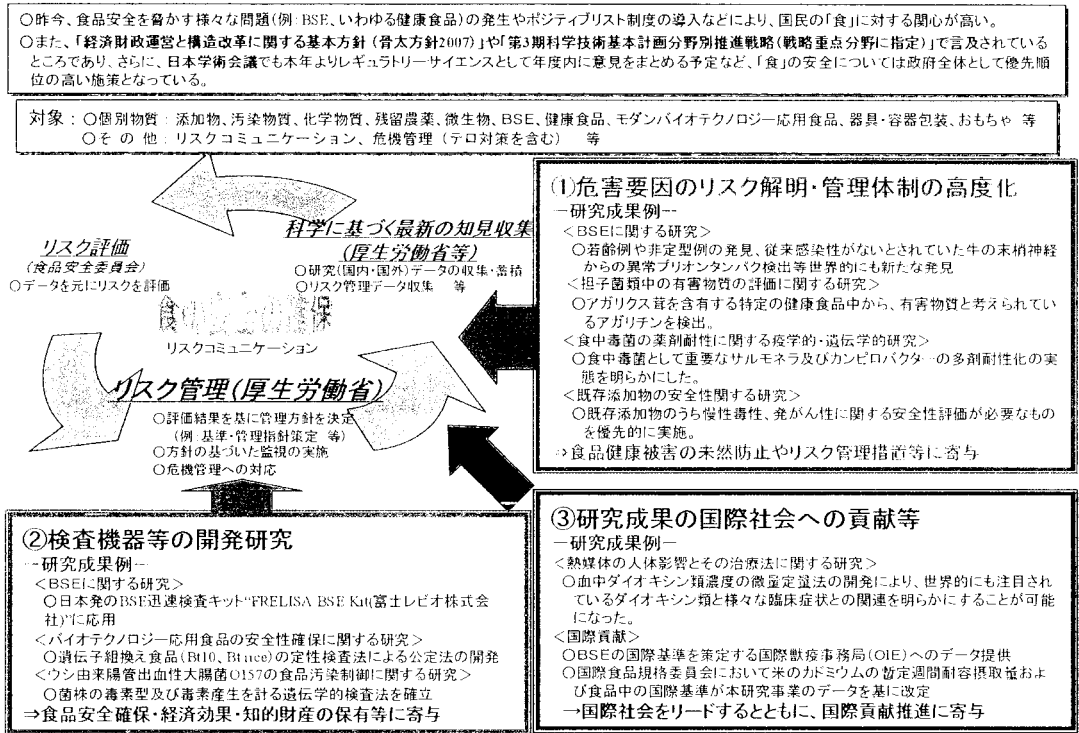 ○昨今、食品安全を脅かす様々な問題(例:BSE、いわゆる健康食品)の発生やポジティブリスト制度の導入などにより、国民の「食」に対する関心が高い。
○また、「経済財政運営と構造改革に関する基本方針(骨太方針2007)」や「第3期科学技術基本計画分野別推進戦略(戦略重点分野に指定)」で言及されている
ところであり、さらに、日本学術会議でも本年よりレギュラトリーサイエンスとして年度内に意見をまとめる予定など、「食」の安全については政府全体として優先順
位の高い施策となっている。
対象:○個別物質:添加物、汚染物質、化学物質、残留農薬、微生物、BSE、健康食品、モダンバイオテクノロジー応用食品、器具・容器包装、おもちゃ 等
○その他:リスクコミュニケーション、危機管理(テロ対策を含む) 等
科学に基づく最新の知見収集
(厚生労働省等)
○研究(国内・国外)データの収集・蓄積
○リスク管理データ収集 等
リスク評価
(食品安全委員会)
○データを元にリスクを評価
食の安全の確保
リスクコミュニケーション
リスク管理(厚生労働省)
○評価結果を基に管理方針を決定
(例:基準・管理指針策定 等)
○方針の基づいた監視の実施
○危機管理への対応
①危害要因のリスク解明・管理体制の高度化
―研究成果例--
<BSEに関する研究>
○若齢例や非定型例の発見、従来感染性がないとされていた牛の末梢神経
からの異常プリオンタンパク検出等世界的にも新たな発見
<担子菌類中の有害物質の評価に関する研究>
○アガリクス茸を含有する特定の健康食品中から、有害物質と考えられてい
るアガリチンを検出。
<食中毒菌の薬剤耐性に関する疫学的・遺伝学的研究>
○食中毒菌として重要なサルモネラ及びカンピロバクターの多剤耐性化の実
態を明らかにした。
<既存添加物の安全性関する研究>
○既存添加物のうち慢性毒性、発がん性に関する安全性評価が必要なもの
を優先的に実施。
⇒食品健康被害の未然防止やリスク管理措置等に寄与
②検査機器等の開発研究
--研究成果例--
<BSEに関する研究>
○日本発のBSE迅速検査キット"FRELISA BSE Kit(富士レビオ株式会
社)"に応用
<バイオテクノロジー応用食品の安全性確保に関する研究>
○遺伝子組換え食品(Bt10、Bt rice)の定性検査法による公定法の開発
<ウシ由来腸管出血性大腸菌O157の食品汚染制御に関する研究>
○菌株の毒素型及び毒素産生を計る遺伝学的検査法を確立
⇒食品安全確保・経済効果・知的財産の保有等に寄与
③研究成果の国際社会への貢献等
―研究成果例―
<熱媒体の人体影響とその治療法に関する研究>
○血中ダイオキシン類濃度の微量定量法の開発により、世界的にも注目され
ているダイオキシン類と様々な臨床症状との関連を明らかにすることが可能
になった。
<国際貢献>
○BSEの国際基準を策定する国際獣疫事務局(OIE)へのデータ提供
○国際食品規格委員会において米のカドミウムの暫定週間耐容摂取量およ
び食品中の国際基準が本研究事業のデータを基に改定
→国際社会をリードするとともに、国際貢献推進に寄与